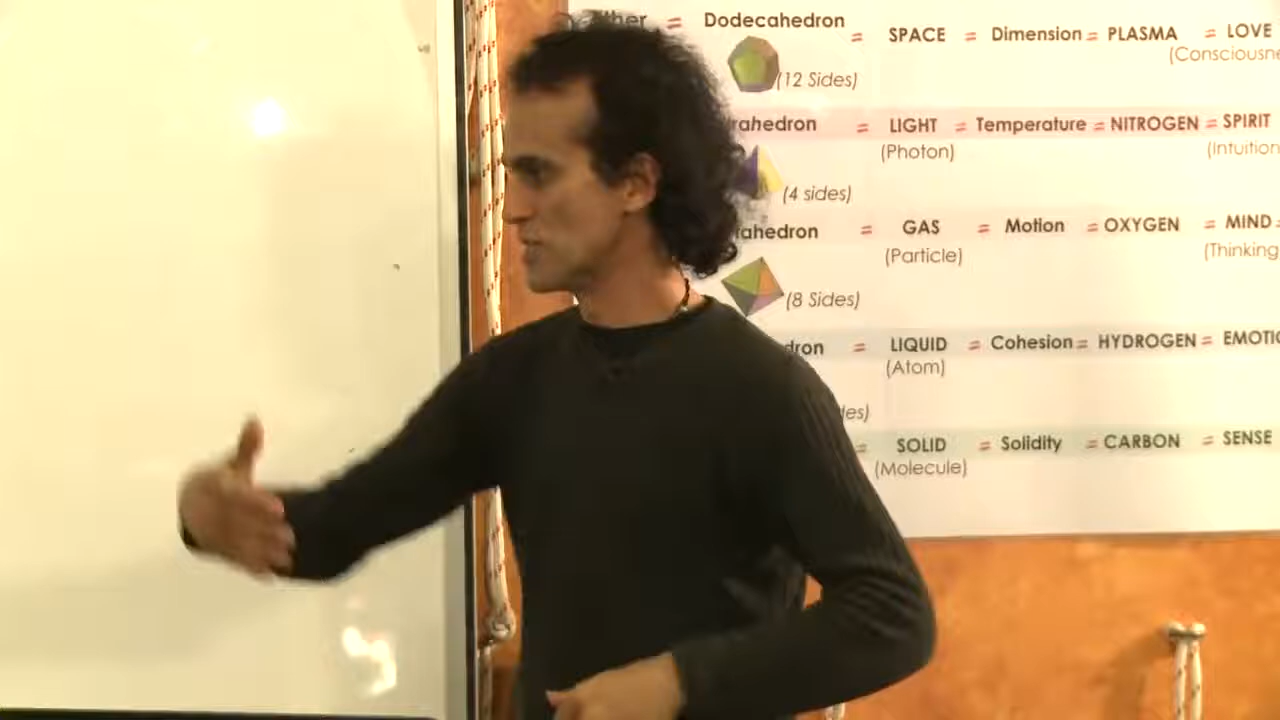 Dodecahedron = SPACE = Dimension = PLASMA = LOVE
(12 Sides)
= LIGHT = Temperature = NITROGEN = SPIRIT
(Photon)
(4 sides)
= GAS = Motion = OXYGEN = MIND =
(Particle) (Thinking
(8 Sides)
= LIQUID = Cohesion = HYDROGEN =
(Atom)
= SOLID = Solidity = CARBON = SENSE
(Molecule)